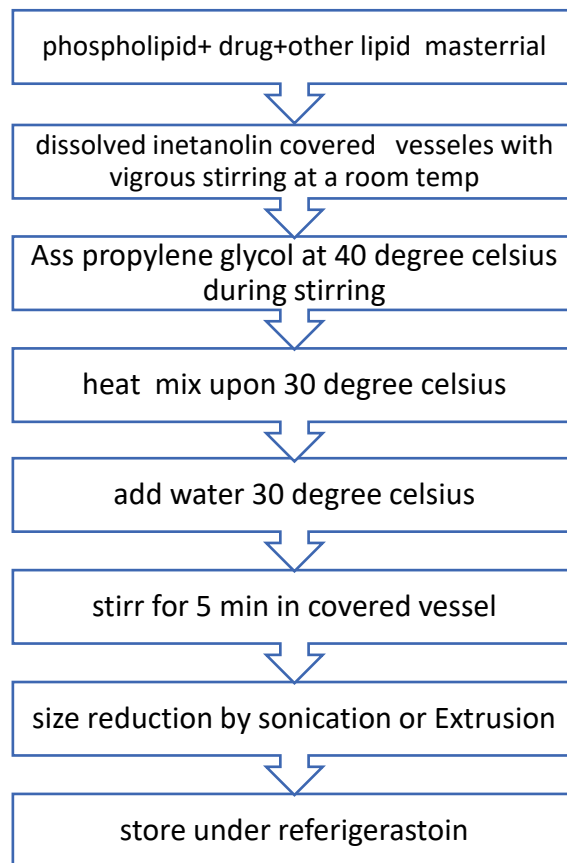 phospholipid+ drug+other lipid masterrial
dissolved inetanolin covered vesseles with
vigrous stirring at a room temp
Ass propylene glycol at 40 degree celsius
during stirring
heat mix upon 30 degree celsius
add water 30 degree celsius
stirr for 5 min in covered vessel
size reduction by sonication or Extrusion
store under referigerastoin